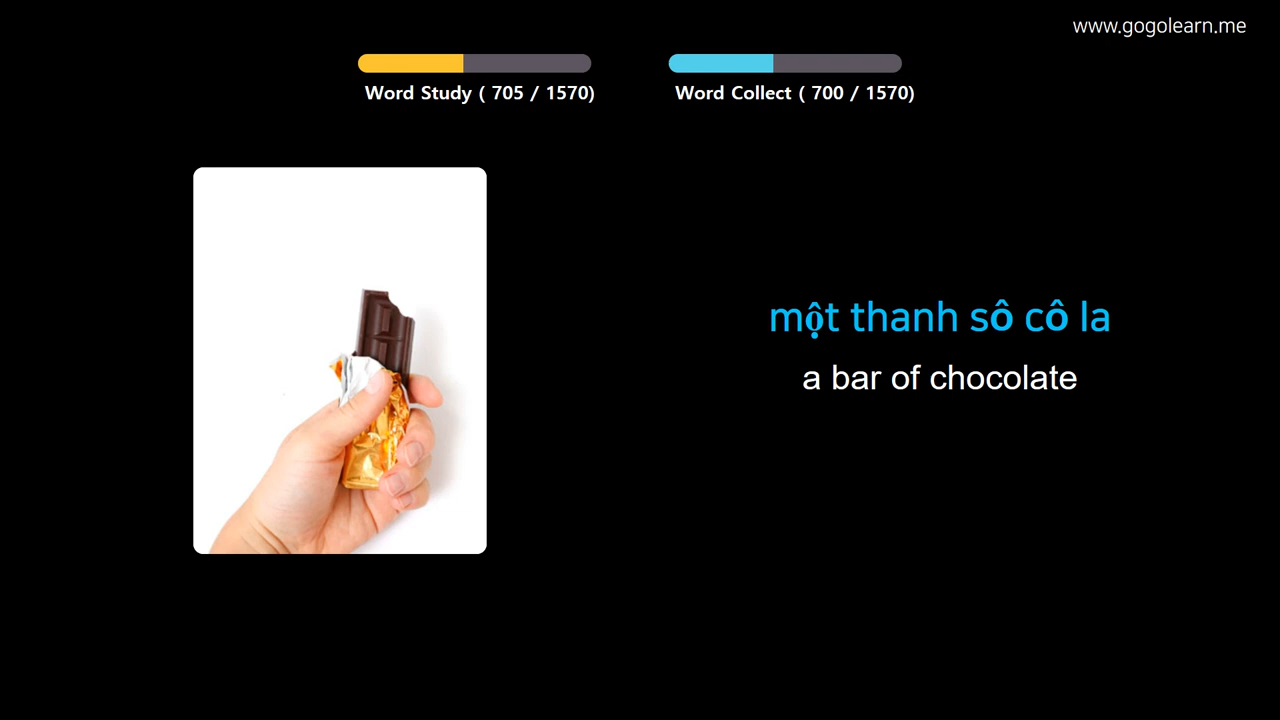 www.gogolearn.me
Word Study ( 705 / 1570)
Word Collect ( 700 / 1570)
một thanh sô cô la
a bar of chocolate